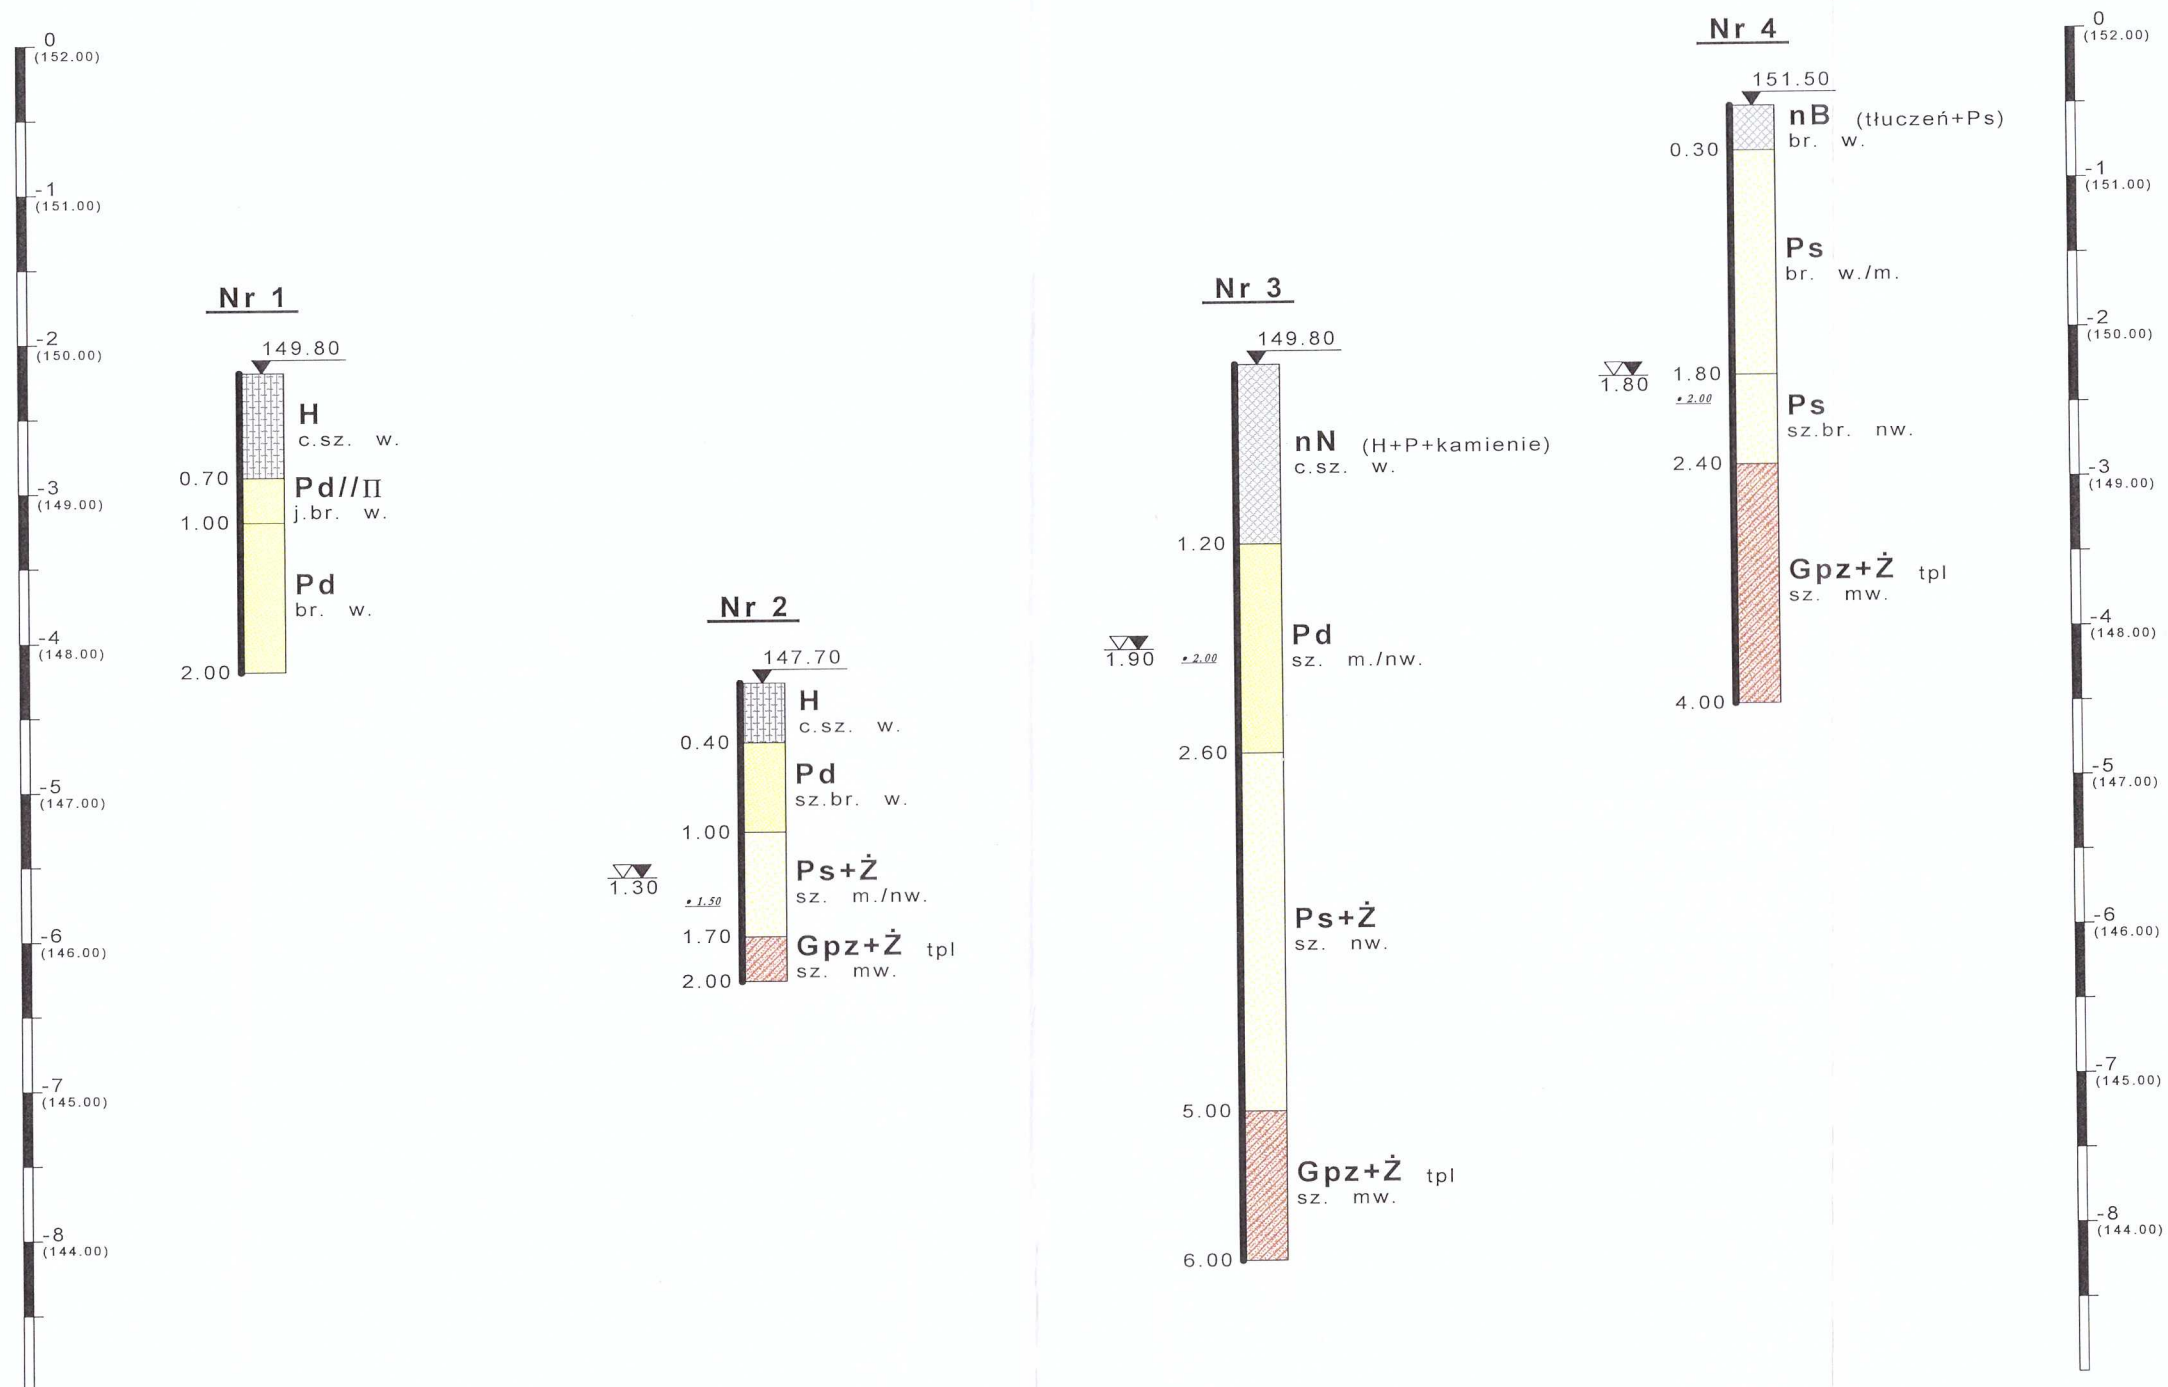 0
(152.00)
-1
(151.00)
-2
(150.00)
-3
(149.00)
-4
(148.00)
-5
(147.00)
-6
(146.00)
-7
(145.00)
-8
(144.00)
Nr 1
149.80
H
c.sz. w.
0.70
Pd//Π
j.br. w.
1.00
Pd
br. w.
2.00
Nr 2
147.70
H
c.sz. w.
0.40
Pd
sz.br. w.
1.00
Ps+Ż
sz. m./nw.
1.30
• 1.50
1.70
Gpz+Ż tpl
sz. mw.
2.00
Nr 3
149.80
nN (H+P+kamienie)
c.sz. w.
1.20
Pd
sz. m./nw.
1.90
• 2.00
2.60
Ps+Ż
sz. nw.
5.00
Gpz+Ż tpl
sz. mw.
6.00
Nr 4
151.50
nB (tłuczeń+Ps)
br. w.
0.30
Ps
br. w./m.
1.80
1.80
• 2.00
Ps
sz.br. nw.
2.40
Gpz+Ż tpl
sz. mw.
4.00
0
(152.00)
-1
(151.00)
-2
(150.00)
-3
(149.00)
-4
(148.00)
-5
(147.00)
-6
(146.00)
-7
(145.00)
-8
(144.00)